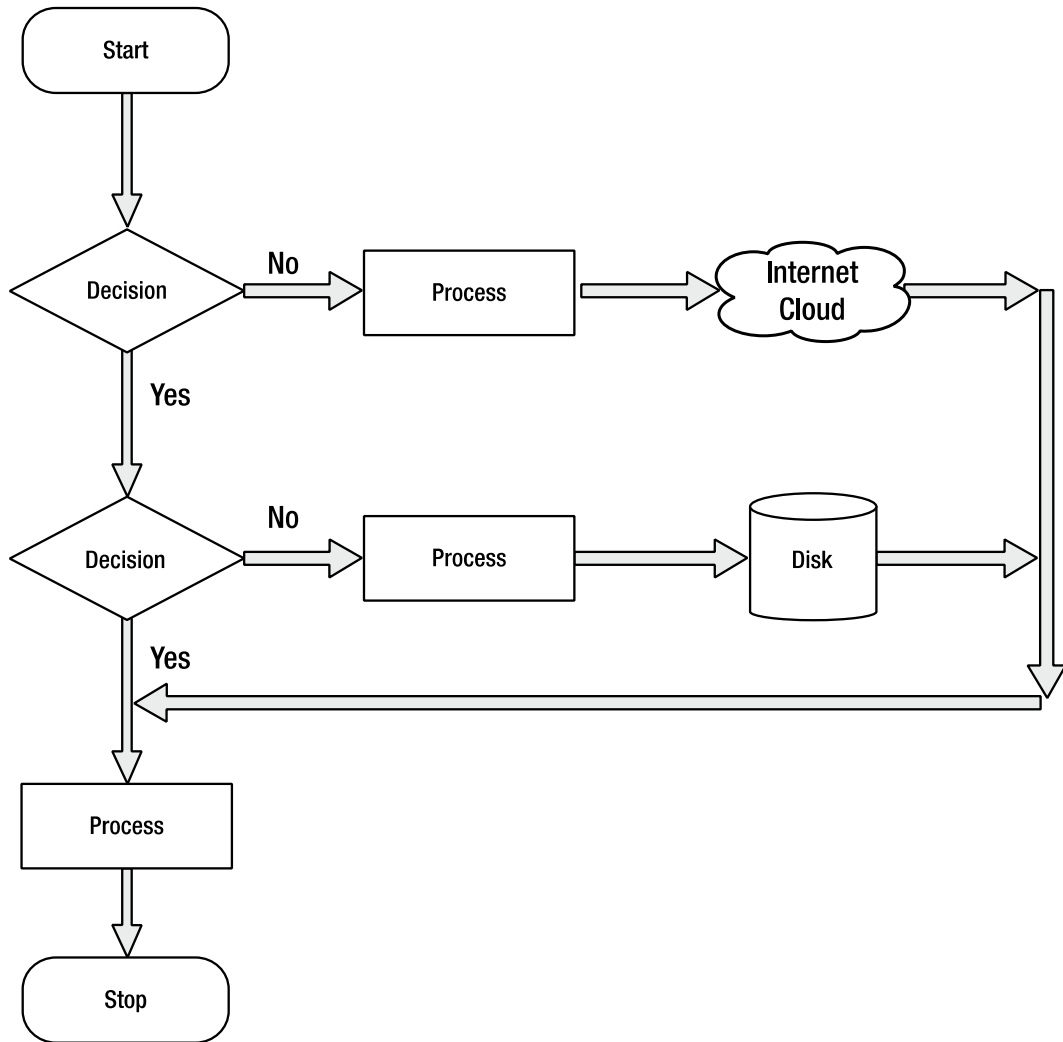 Start
Decision
No
Process
Internet
Cloud
Yes
Decision
No
Process
Disk
Yes
Process
Stop